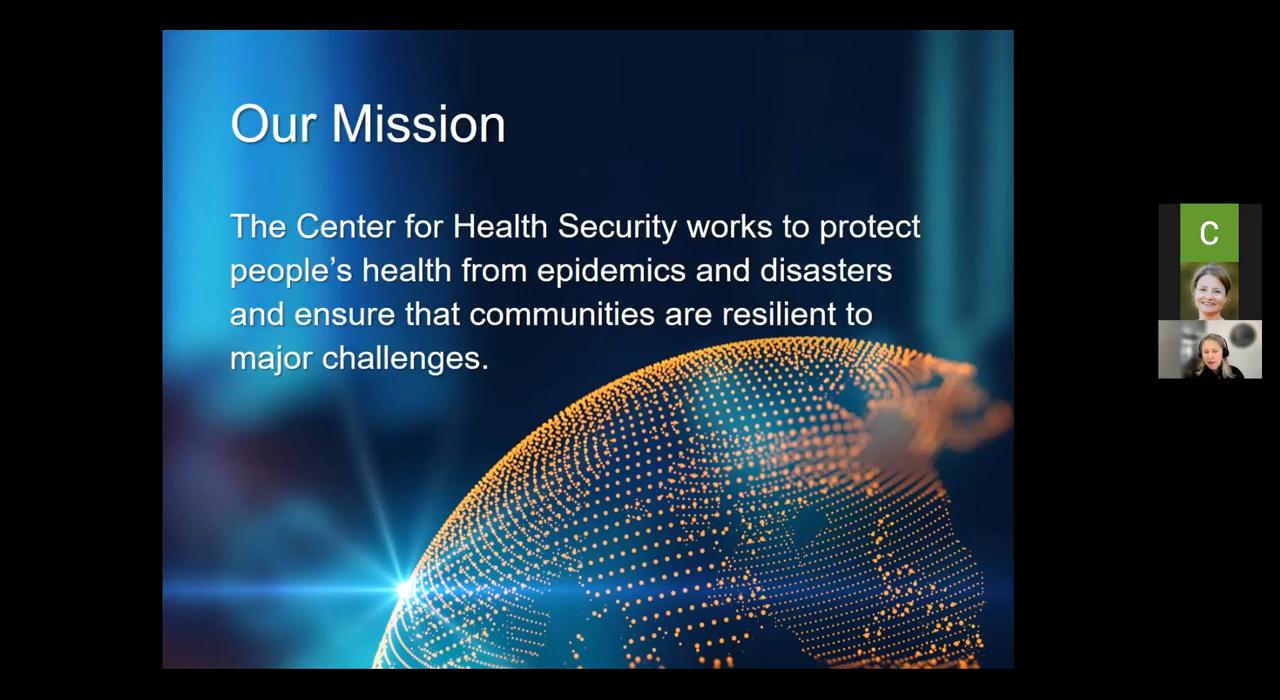 Our Mission
The Center for Health Security works to protect
people’s health from epidemics and disasters
and ensure that communities are resilient to
major challenges.
C